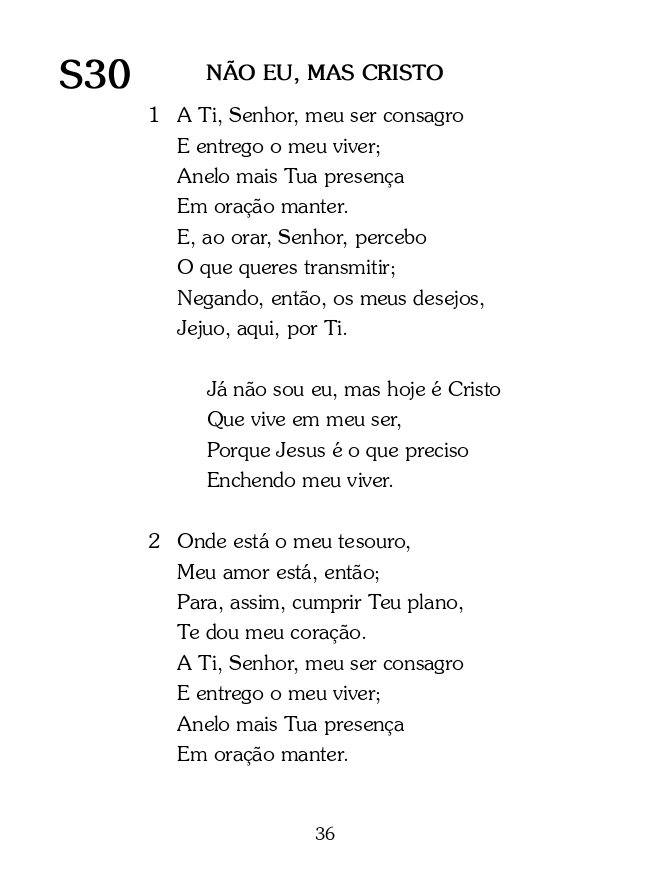 S30 NÃO EU, MAS CRISTO
1 A Ti, Senhor, meu ser consagro
E entrego o meu viver;
Anelo mais Tua presença
Em oração manter.
E, ao orar, Senhor, percebo
O que queres transmitir;
Negando, então, os meus desejos,
Jejuo, aqui, por Ti.
Já não sou eu, mas hoje é Cristo
Que vive em meu ser,
Porque Jesus é o que preciso
Enchendo meu viver.
2 Onde está o meu tesouro,
Meu amor está, então;
Para, assim, cumprir Teu plano,
Te dou meu coração.
A Ti, Senhor, meu ser consagro
E entrego o meu viver;
Anelo mais Tua presença
Em oração manter.
36